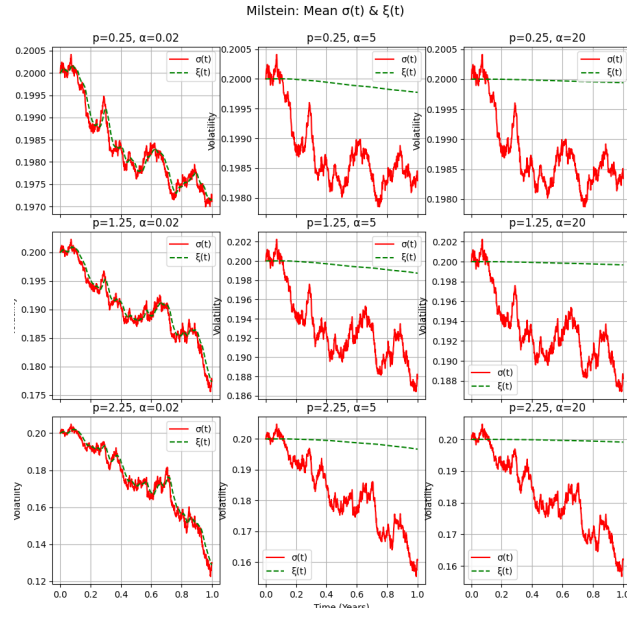 Milstein: Mean σ(t) & ξ(t)
p=0.25, α=0.02
p=0.25, α=5
p=0.25, α=20
0.2005
0.2000
0.1995
0.1990
0.1985
0.1980
0.1975
0.1970
σ(t)
ξ(t)
Volatility
0.2000
0.1995
0.1990
0.1985
0.1980
σ(t)
ξ(t)
Volatility
0.2000
0.1995
0.1990
0.1985
0.1980
σ(t)
ξ(t)
p=1.25, α=0.02
p=1.25, α=5
p=1.25, α=20
0.200
0.195
0.190
0.185
0.180
0.175
σ(t)
ξ(t)
Volatility
0.202
0.200
0.198
0.196
0.194
0.192
0.190
0.188
0.186
σ(t)
ξ(t)
Volatility
0.202
0.200
0.198
0.196
0.194
0.192
0.190
0.188
σ(t)
ξ(t)
p=2.25, α=0.02
p=2.25, α=5
p=2.25, α=20
Volatility
0.20
0.18
0.16
0.14
0.12
σ(t)
ξ(t)
0.0 0.2 0.4 0.6 0.8 1.0
Volatility
0.20
0.19
0.18
0.17
0.16
σ(t)
ξ(t)
0.0 0.2 0.4 0.6 0.8 1.0
Time (Years)
Volatility
0.20
0.19
0.18
0.17
0.16
σ(t)
ξ(t)
0.0 0.2 0.4 0.6 0.8 1.0